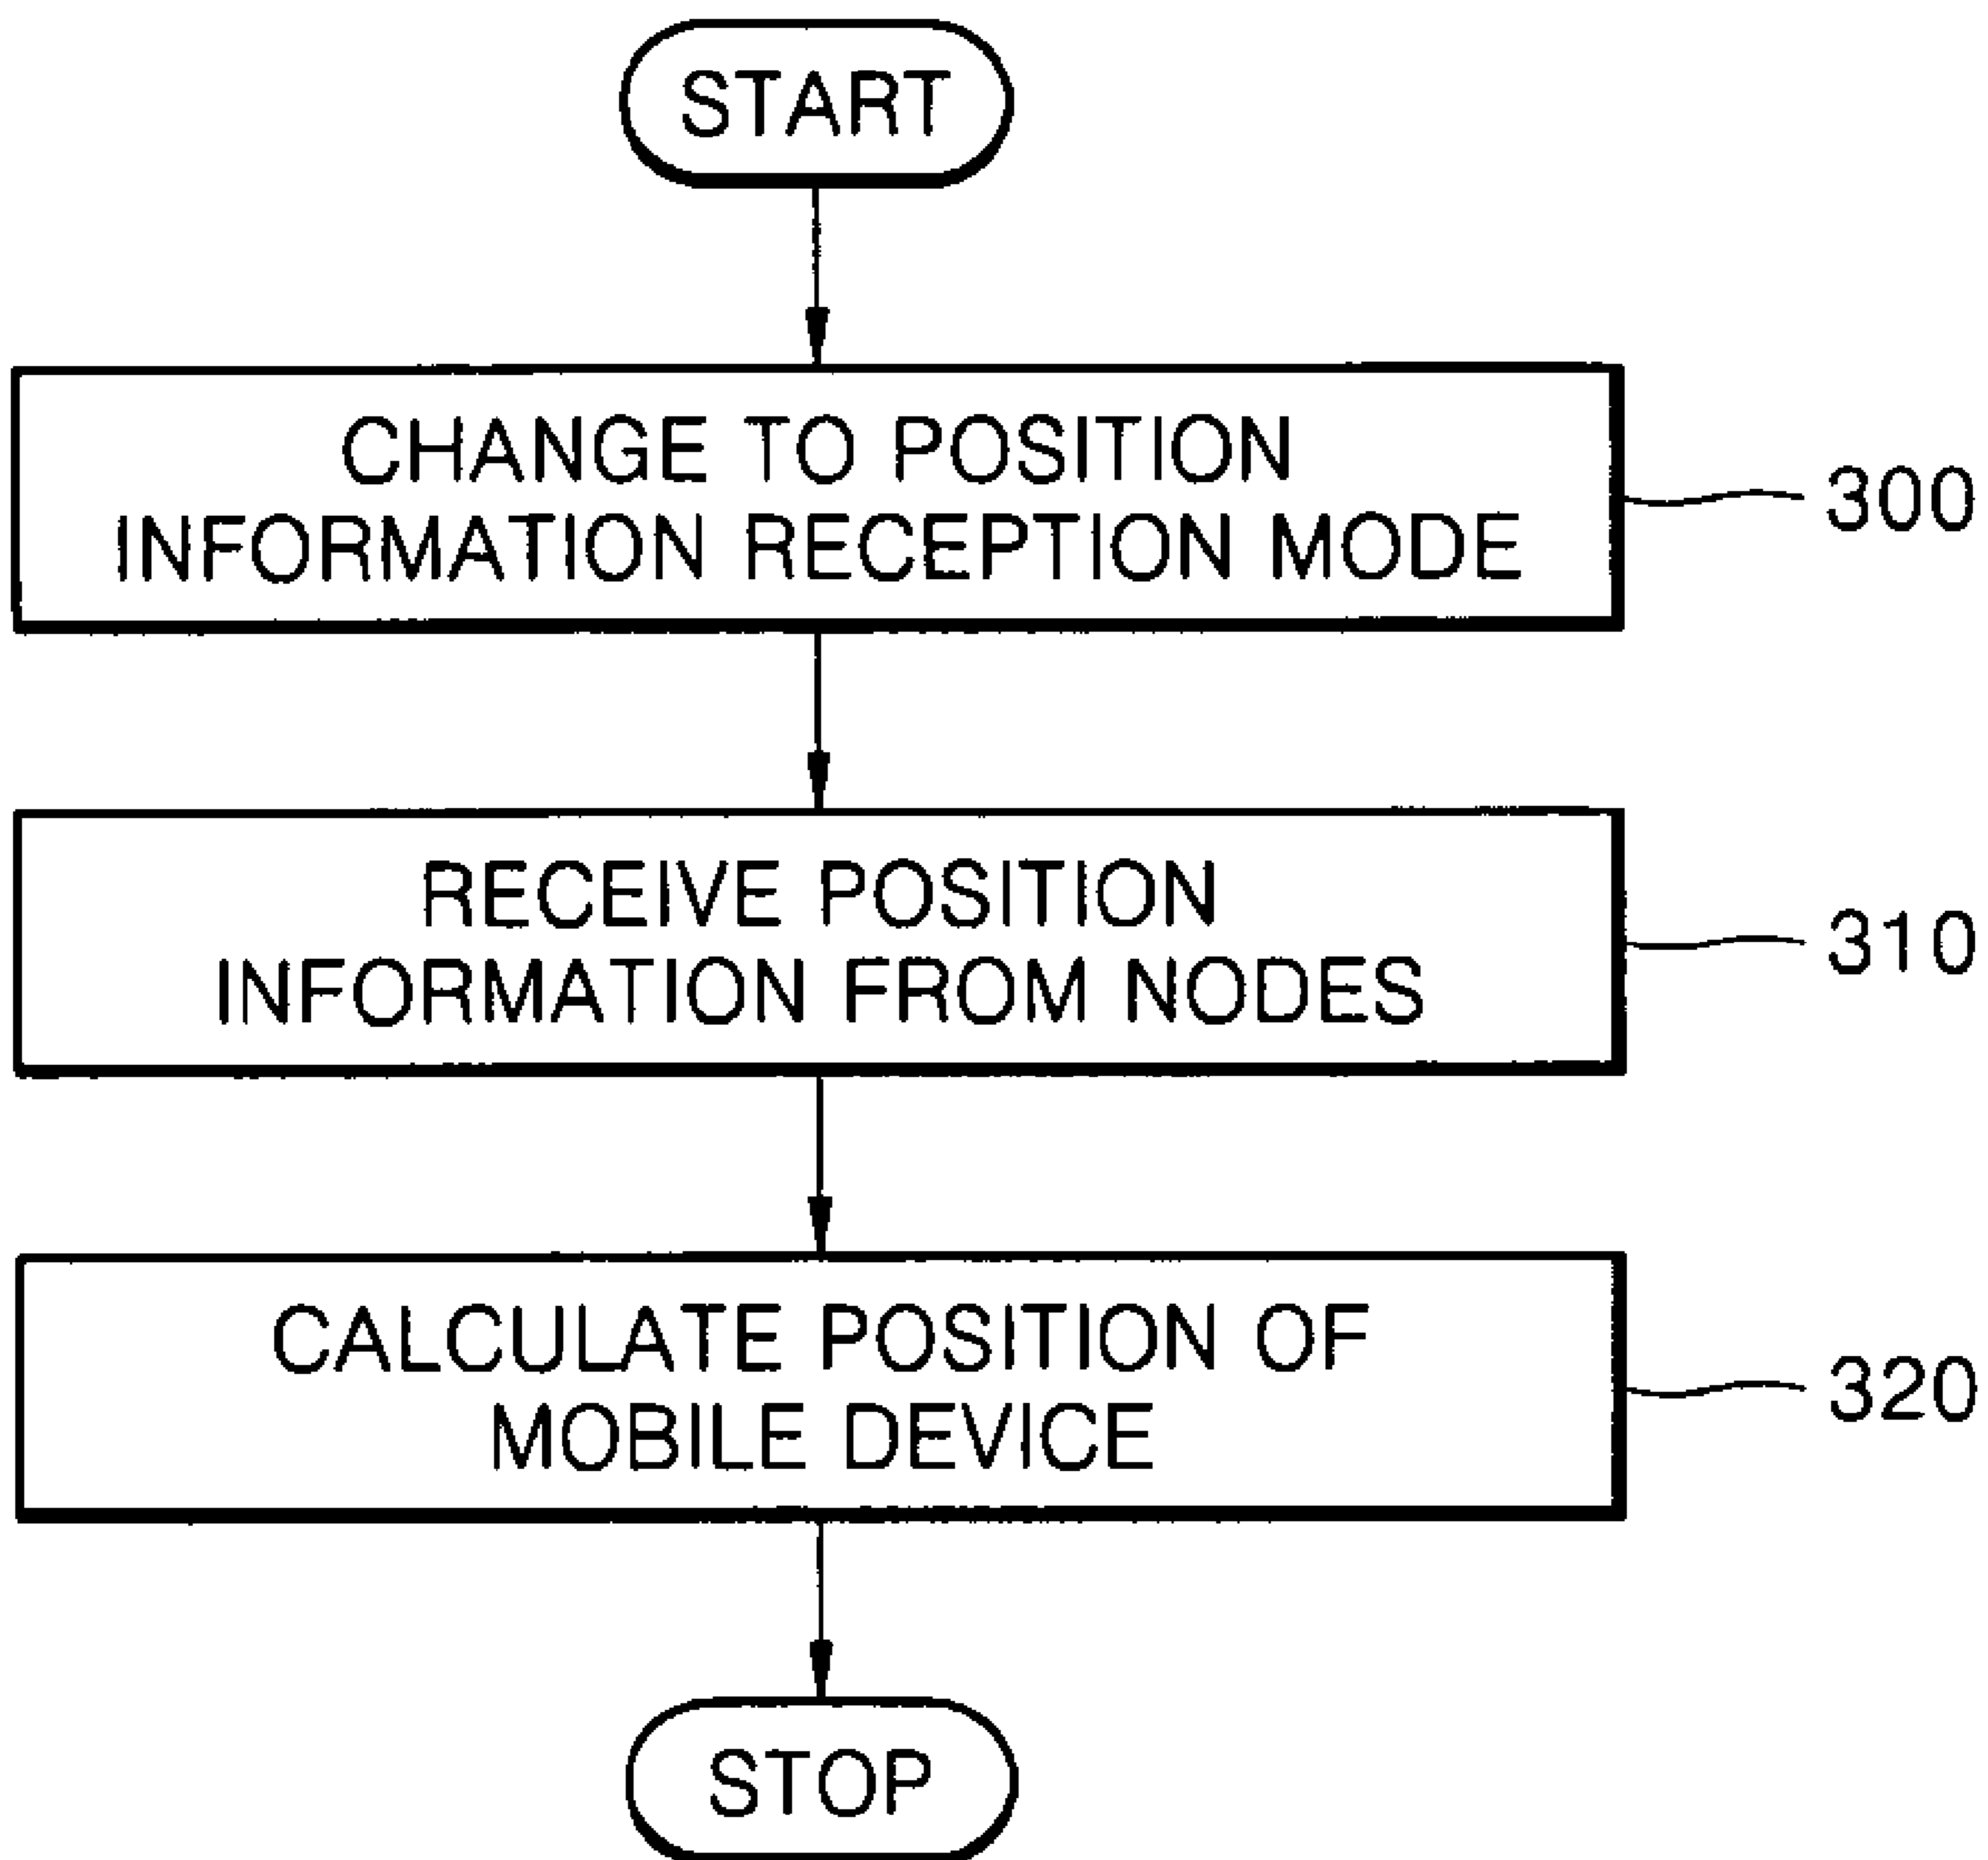 START
CHANGE TO POSITION
INFORMATION RECEPTION MODE
300
RECEIVE POSITION
INFORMATION FROM NODES
310
CALCULATE POSITION OF
MOBILE DEVICE
320
STOP